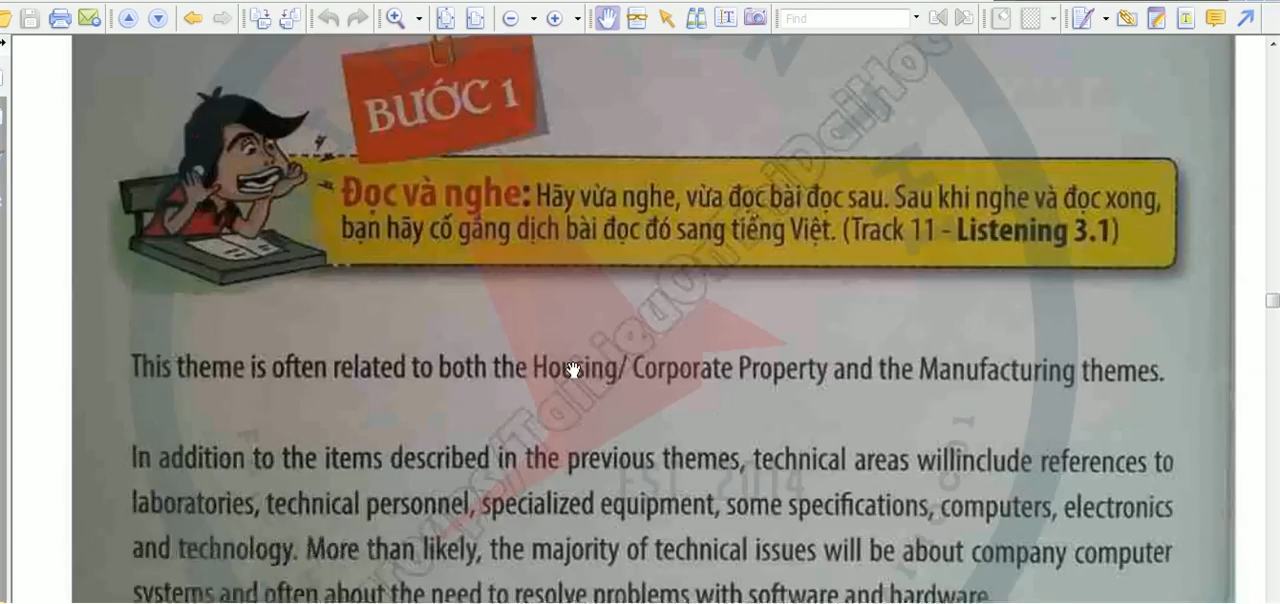 Find
BƯỚC 1
Đọc và nghe: Hãy vừa nghe, vừa đọc bài đọc sau. Sau khi nghe và đọc xong,
bạn hãy cố gắng dịch bài đọc đó sang tiếng Việt. (Track 11 - Listening 3.1)
This theme is often related to both the Housing/ Corporate Property and the Manufacturing themes.
In addition to the items described in the previous themes, technical areas willinclude references to
laboratories, technical personnel, specialized equipment, some specifications, computers, electronics
and technology. More than likely, the majority of technical issues will be about company computer
systems and often about the need to resolve problems with software and hardware.
EST 2014